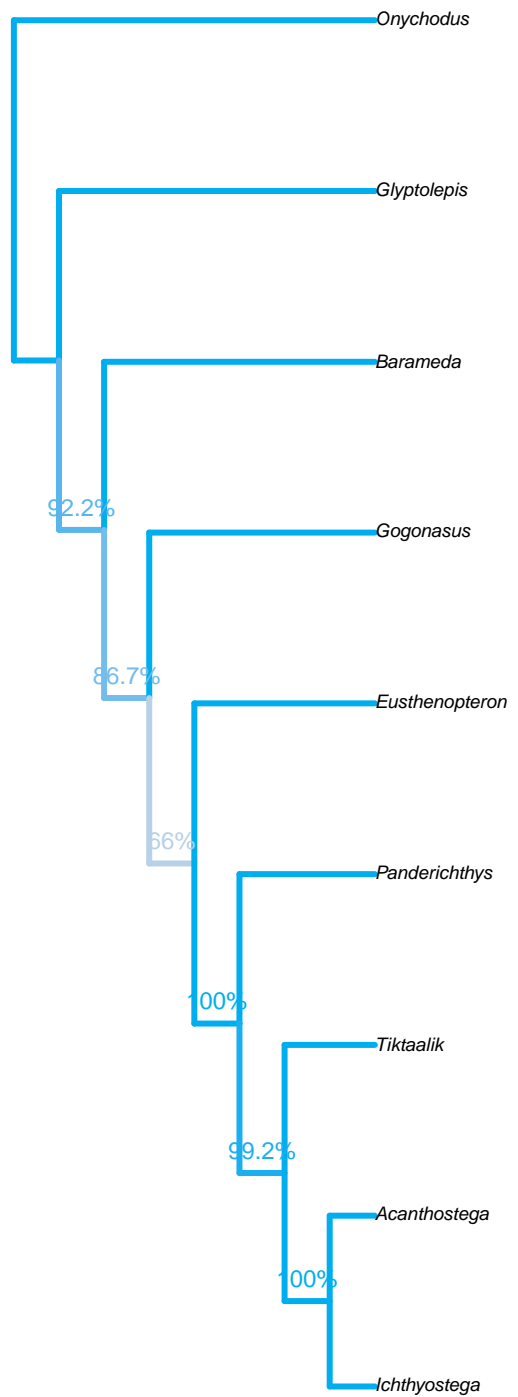 Onychodus
Glyptolepis
Barameda
92.2%
Gogonasus
86.7%
Eusthenopteron
66%
Panderichthys
100%
Tiktaalik
99.2%
Acanthostega
100%
Ichthyostega